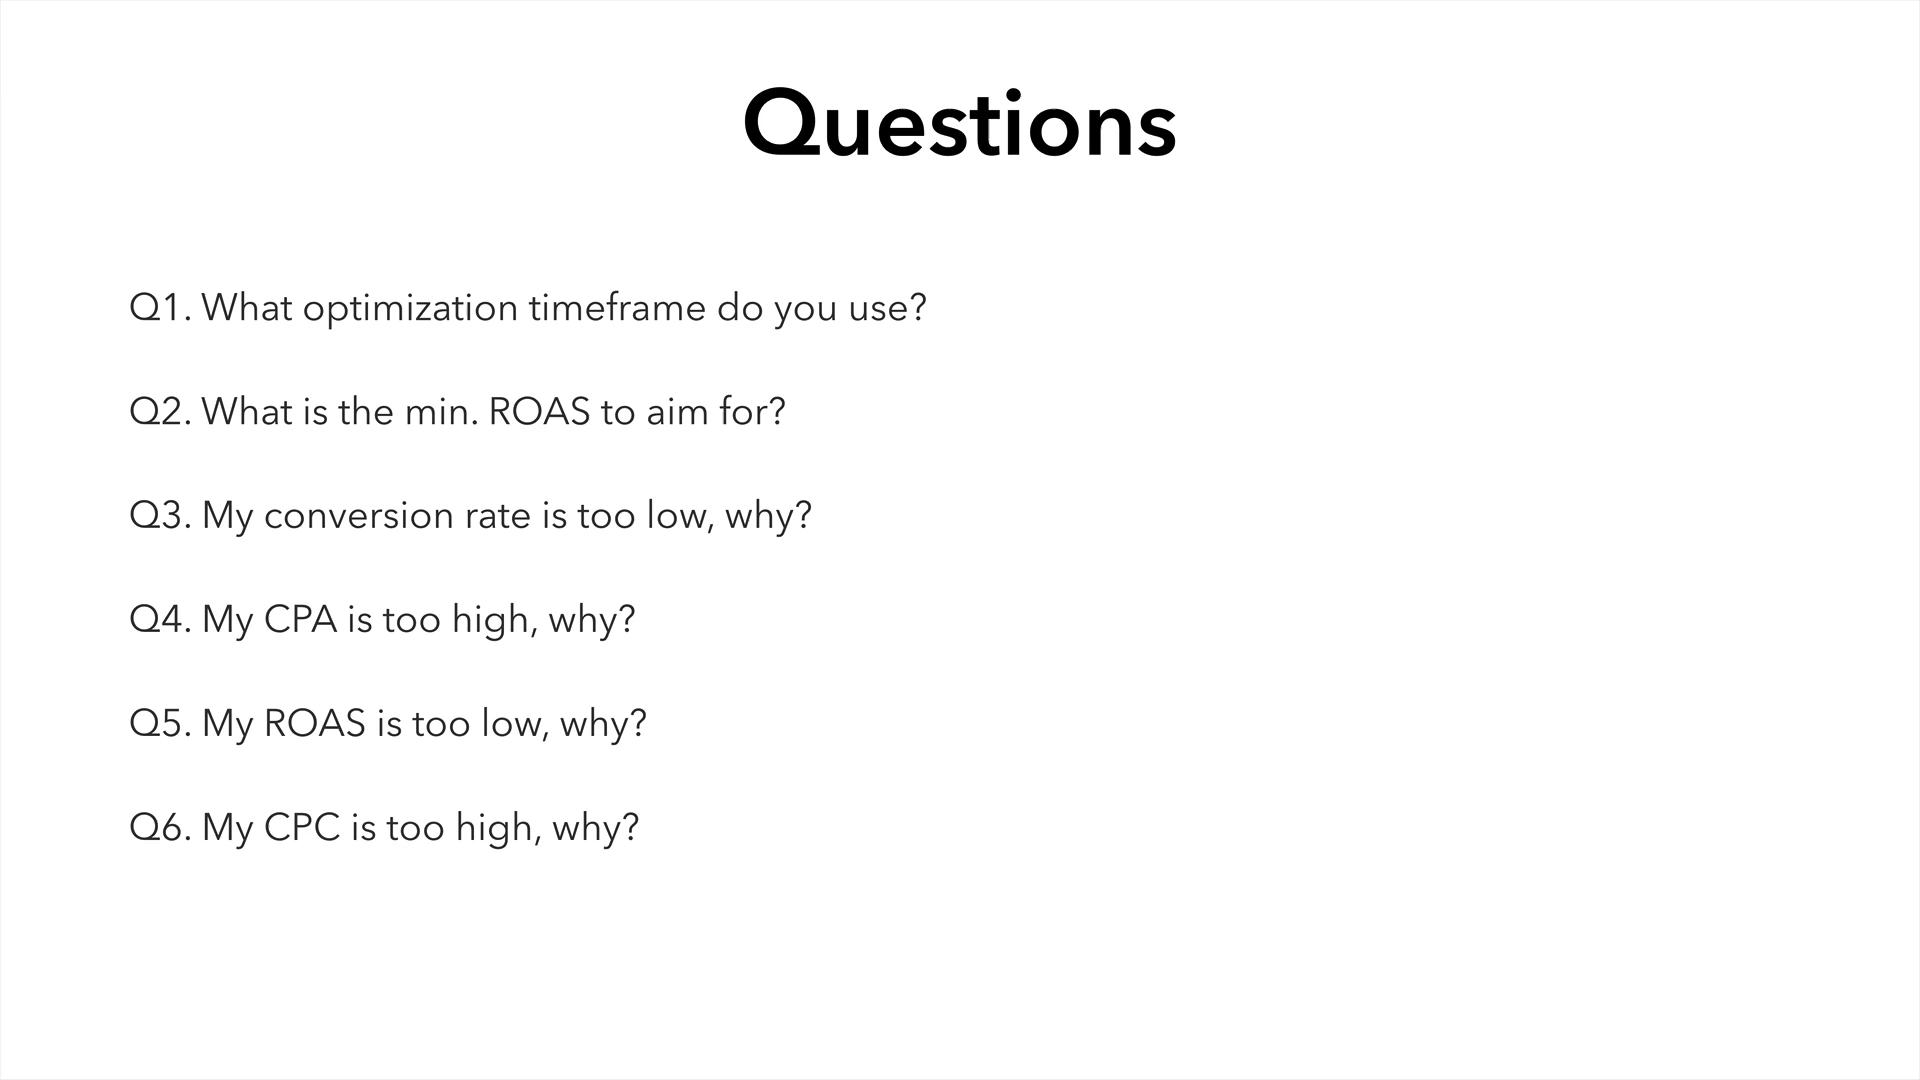 Questions
Q1. What optimization timeframe do you use?
Q2. What is the min. ROAS to aim for?
Q3. My conversion rate is too low, why?
Q4. My CPA is too high, why?
Q5. My ROAS is too low, why?
Q6. My CPC is too high, why?